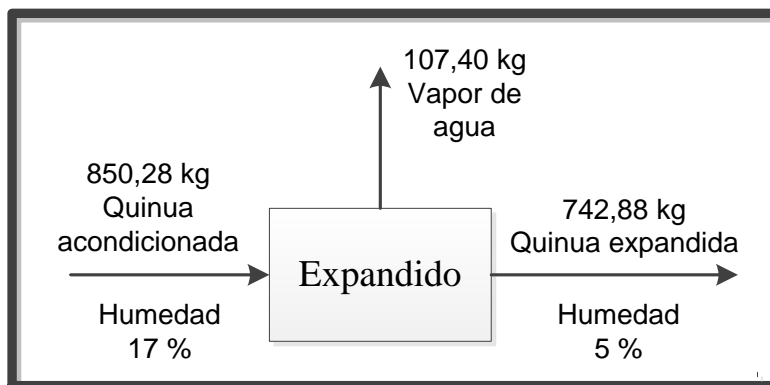 107,40 kg
Vapor de
agua
850,28 kg
Quinua
acondicionada
Humedad
17 %
Expandido
742,88 kg
Quinua expandida
Humedad
5 %